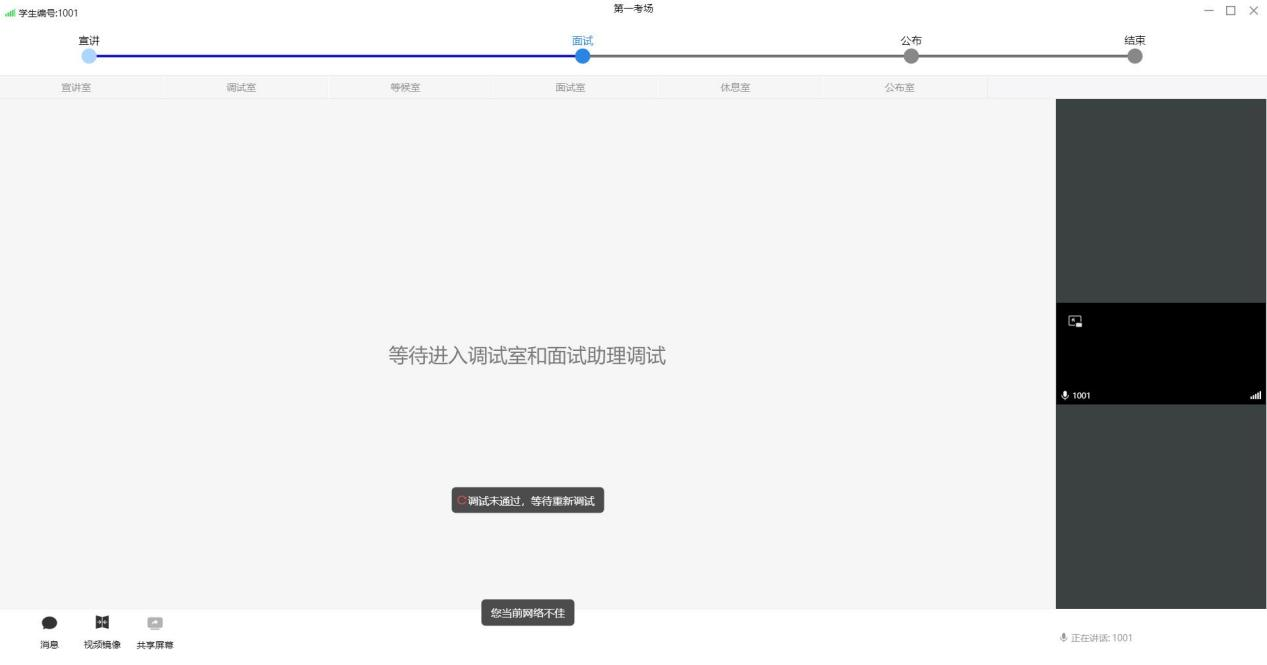 学生编号:1001
第一考场
宣讲
面试
公布
结束
宣讲室
调试室
等候室
面试室
休息室
公布室
等待进入调试室和面试助理调试
1001
调试未通过，等待重新调试
您当前网络不佳
消息
视频镜像
共享屏幕
正在讲话: 1001